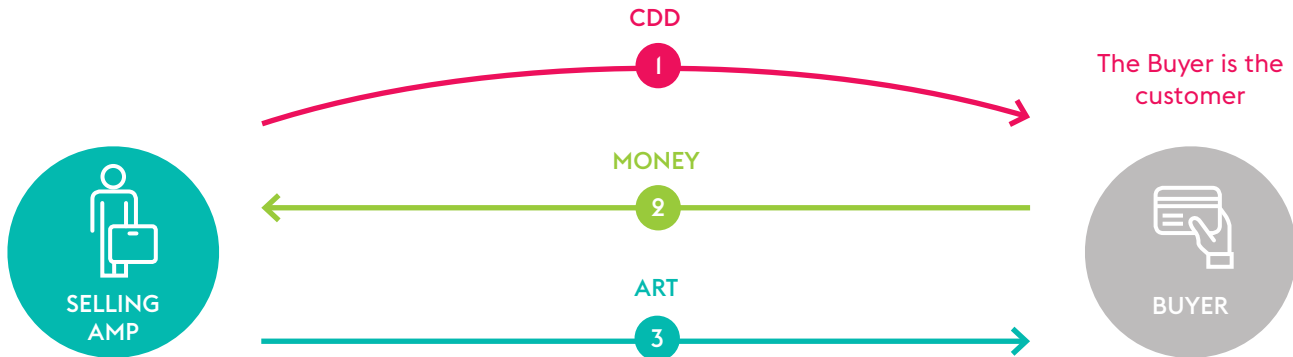 CDD
1
The Buyer is the
customer
MONEY
2
SELLING
AMP
ART
3
BUYER